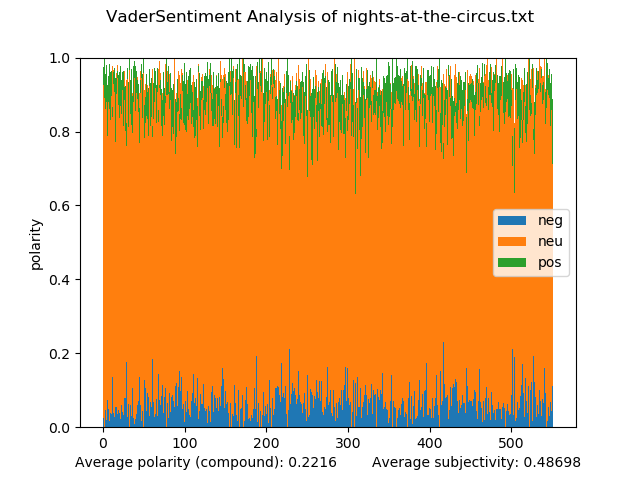 VaderSentiment Analysis of nights-at-the-circus.txt
1.0
0.8
0.6
0.4
0.2
0.0
polarity
neg
neu
pos
0 100 200 300 400 500
Average polarity (compound): 0.2216 Average subjectivity: 0.48698